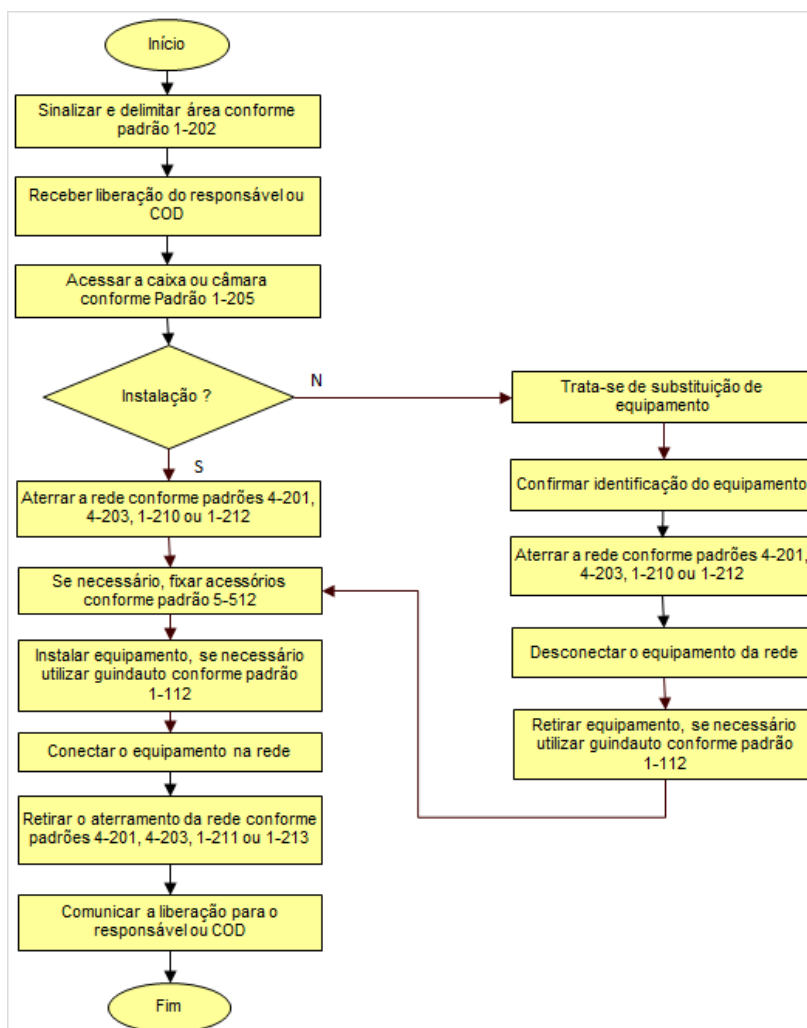 Início
Sinalizar e delimitar área conforme
padrão 1-202
Receber liberação do responsável ou
COD
Acessar a caixa ou câmara
conforme Padrão 1-205
Instalação ?
N
S
Aterrar a rede conforme padrões 4-201,
4-203, 1-210 ou 1-212
Se necessário, fixar acessórios
conforme padrão 5-512
Instalar equipamento, se necessário
utilizar guindauto conforme padrão
1-112
Conectar o equipamento na rede
Retirar o aterramento da rede conforme
padrões 4-201, 4-203, 1-211 ou 1-213
Comunicar a liberação para o
responsável ou COD
Fim
Trata-se de substituição de
equipamento
Confirmar identificação do equipamento
Aterrar a rede conforme padrões 4-201,
4-203, 1-210 ou 1-212
Desconectar o equipamento da rede
Retirar equipamento, se necessário
utilizar guindauto conforme padrão
1-112